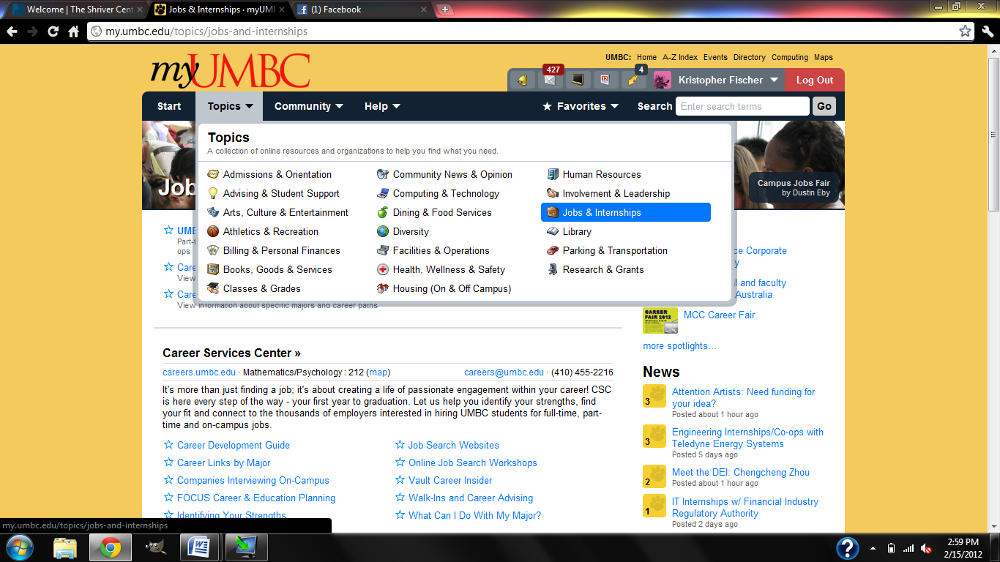 Welcome | The Shriver Cent
Jobs & Internships · myUMB
(1) Facebook
my.umbc.edu/topics/jobs-and-internships
myUMBC
UMBC: Home A-Z Index Events Directory Computing Maps
427
4
12
Kristopher Fischer
Log Out
Start
Topics
Community
Help
★ Favorites
Search
Enter search terms
Go
Topics
A collection of online resources and organizations to help you find what you need.
Admissions & Orientation
Advising & Student Support
Arts, Culture & Entertainment
Athletics & Recreation
Billing & Personal Finances
Books, Goods & Services
Classes & Grades
Community News & Opinion
Computing & Technology
Dining & Food Services
Diversity
Facilities & Operations
Health, Wellness & Safety
Housing (On & Off Campus)
Human Resources
Involvement & Leadership
Jobs & Internships
Library
Parking & Transportation
Research & Grants
Job
Campus Jobs Fair
by Dustin Eby
UMB
Part-
ops
Care
View
Care
View information about specific majors and career paths
ce Corporate
y
l and faculty
Australia
CAREER
FAIR 2012
MCC Career Fair
more spotlights...
Career Services Center »
careers.umbc.edu · Mathematics/Psychology : 212 (map)
careers@umbc.edu · (410) 455-2216
It's more than just finding a job; it's about creating a life of passionate engagement within your career! CSC
is here every step of the way - your first year to graduation. Let us help you identify your strengths, find
your fit and connect to the thousands of employers interested in hiring UMBC students for full-time, part-
time and on-campus jobs.
Career Development Guide
Career Links by Major
Companies Interviewing On-Campus
FOCUS Career & Education Planning
Identifying Your Strengths
Job Search Websites
Online Job Search Workshops
Vault Career Insider
Walk-Ins and Career Advising
What Can I Do With My Major?
News
3
Attention Artists: Need funding for
your idea?
Posted about 1 hour ago
3
Engineering Internships/Co-ops with
Teledyne Energy Systems
Posted 5 days ago
2
Meet the DEI: Chengcheng Zhou
Posted about 1 hour ago
1
IT Internships w/ Financial Industry
Regulatory Authority
Posted 2 days ago
my.umbc.edu/topics/jobs-and-internships
2:59 PM
2/15/2012